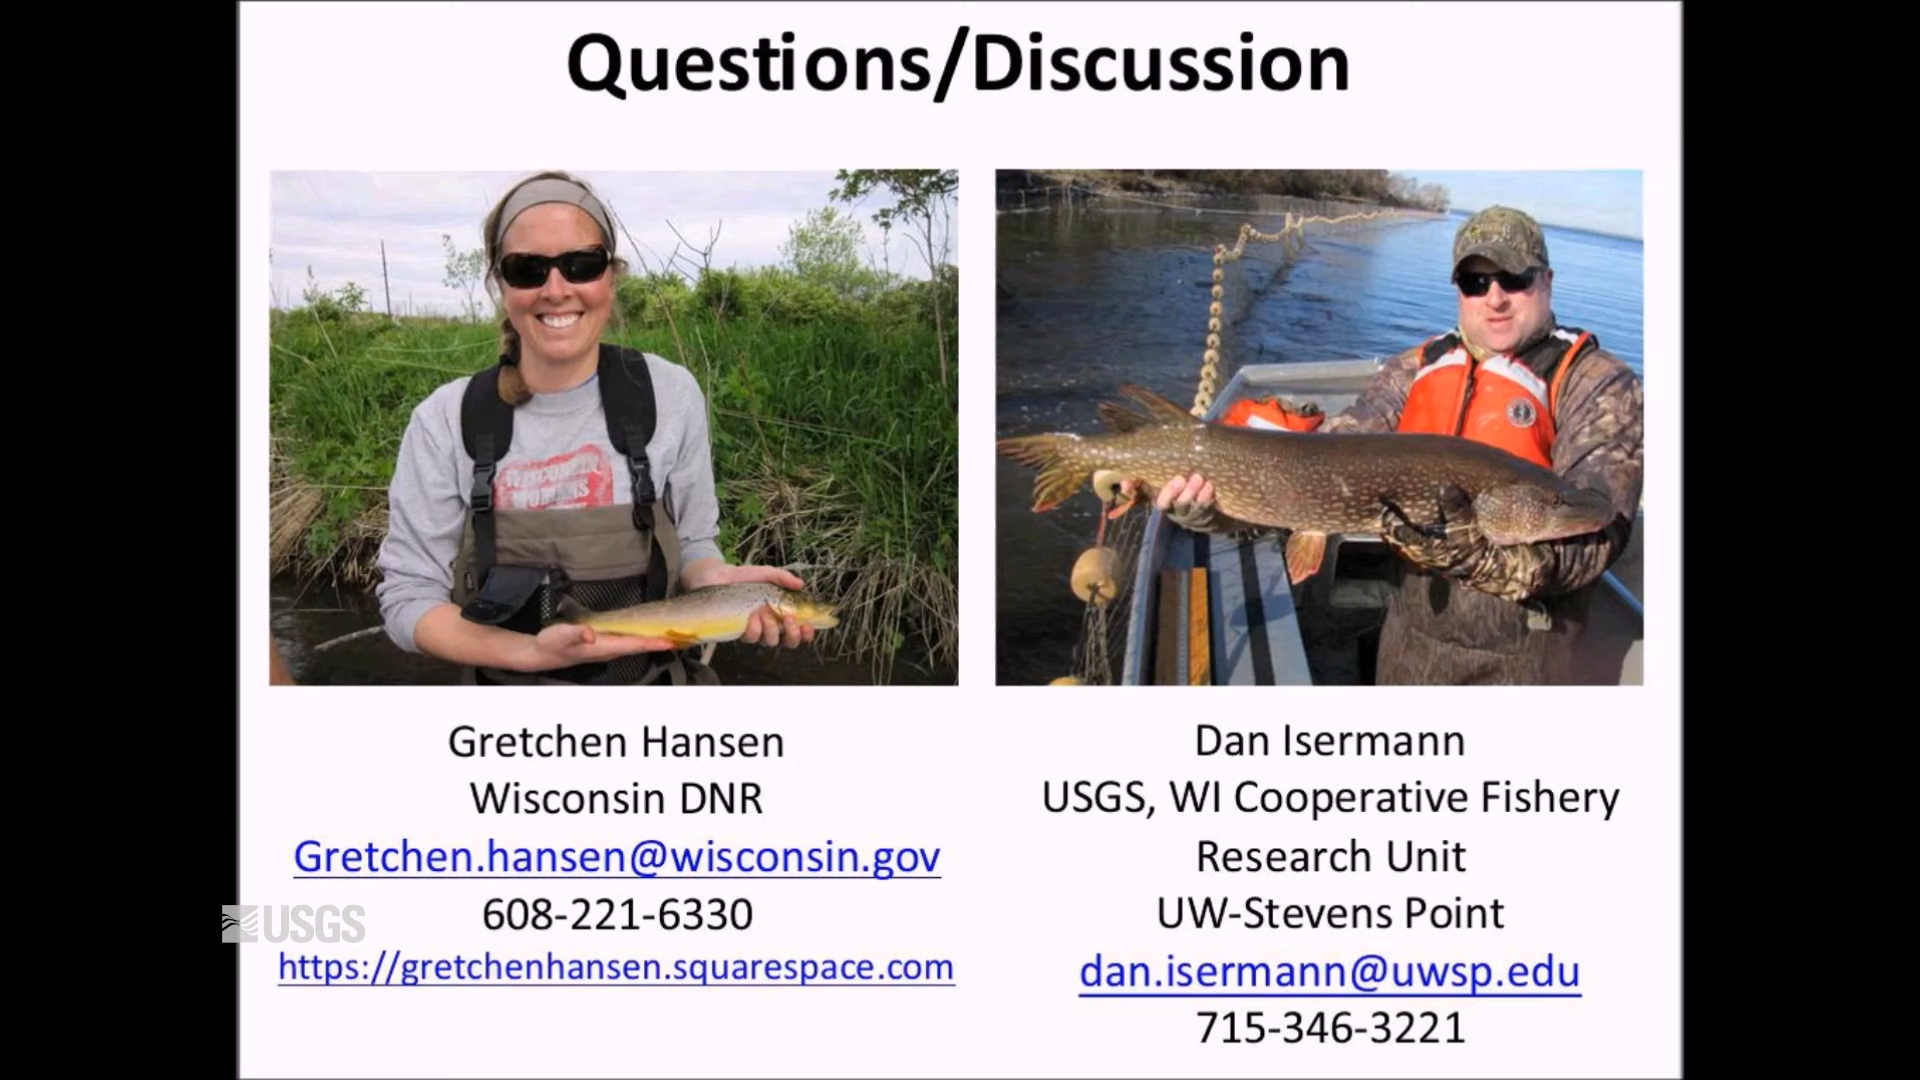 Questions/Discussion
Gretchen Hansen
Wisconsin DNR
Gretchen.hansen@wisconsin.gov
608-221-6330
https://gretchenhansen.squarespace.com
Dan Isermann
USGS, WI Cooperative Fishery
Research Unit
UW-Stevens Point
dan.isermann@uwsp.edu
715-346-3221
USGS